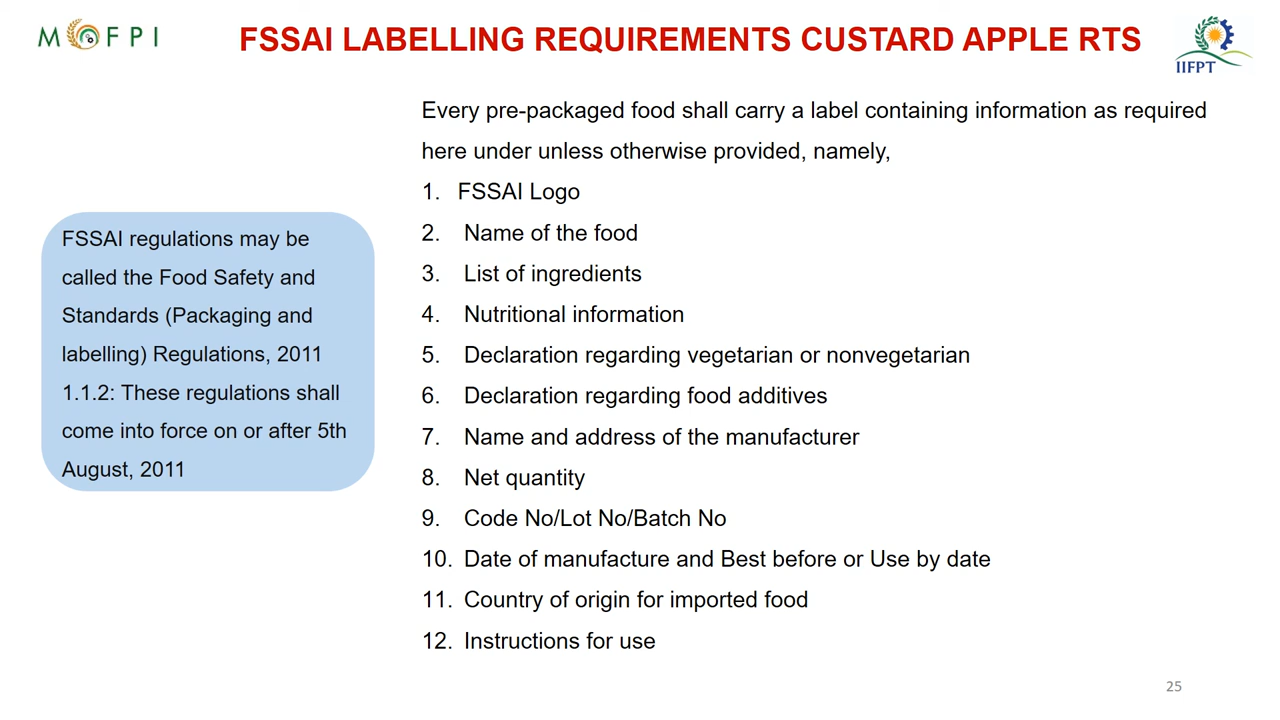 MOFPI
FSSAI LABELLING REQUIREMENTS CUSTARD APPLE RTS
IIFPT
FSSAI regulations may be
called the Food Safety and
Standards (Packaging and
labelling) Regulations, 2011
1.1.2: These regulations shall
come into force on or after 5th
August, 2011
Every pre-packaged food shall carry a label containing information as required
here under unless otherwise provided, namely,
1. FSSAI Logo
2. Name of the food
3. List of ingredients
4. Nutritional information
5. Declaration regarding vegetarian or nonvegetarian
6. Declaration regarding food additives
7. Name and address of the manufacturer
8. Net quantity
9. Code No/Lot No/Batch No
10. Date of manufacture and Best before or Use by date
11. Country of origin for imported food
12. Instructions for use
25